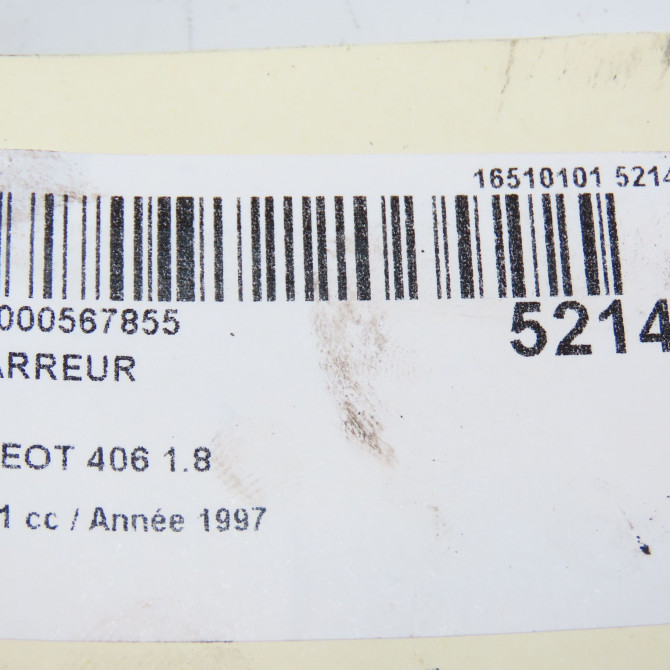 16510101 5214
000567855
5214
ARREUR
EOT 406 1.8
1 cc / Année 1997